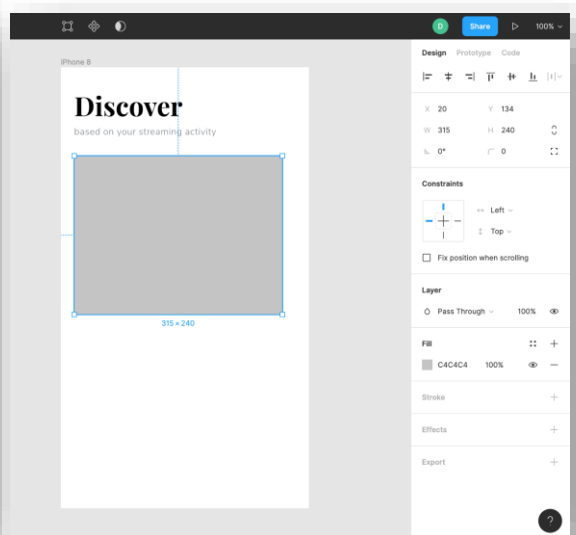 D Share 100%
Design Prototype Code
iPhone 8
Discover
based on your streaming activity
315 × 240
X 20 Y 134
W 315 H 240
0° 0
Constraints
Left
Top
Fix position when scrolling
Layer
Pass Through 100%
Fill
C4C4C4 100%
Stroke
Effects
Export
?